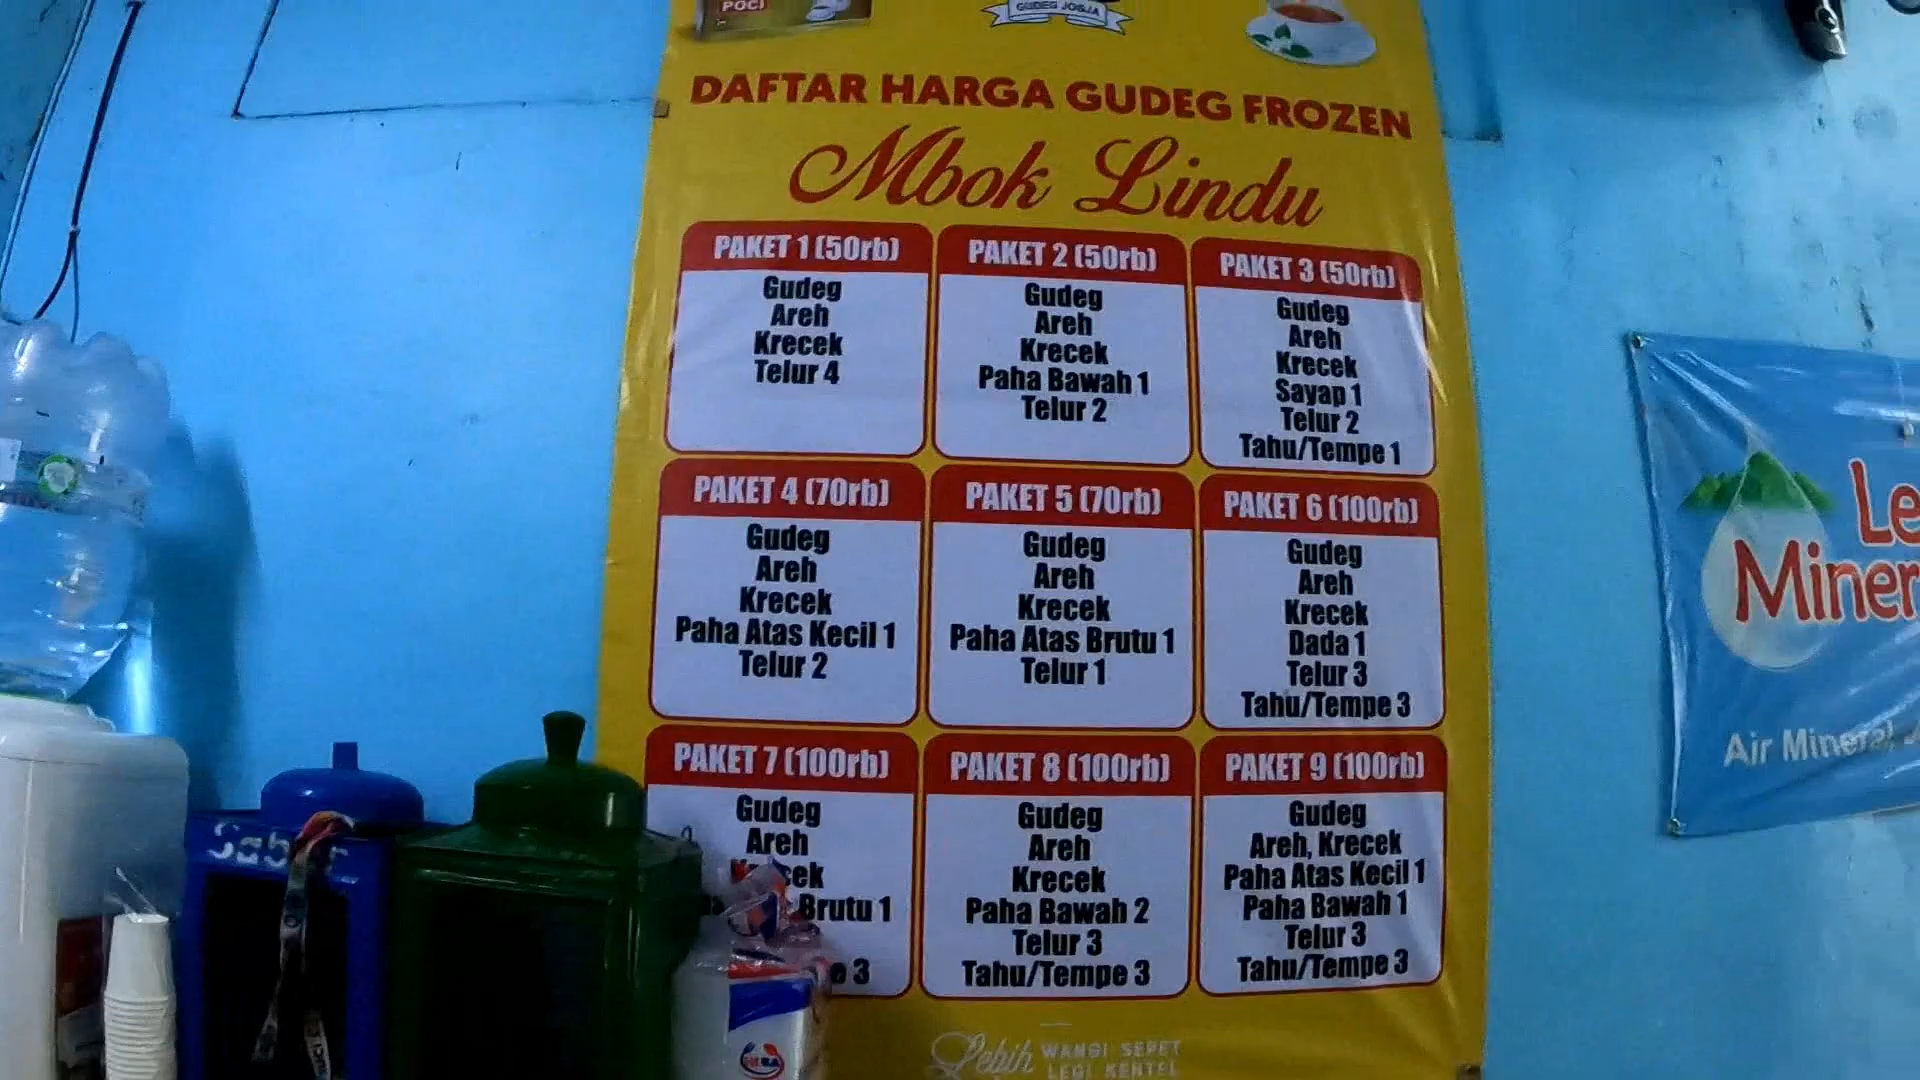 POCI
GUDEG JOGJA
DAFTAR HARGA GUDEG FROZEN
Mbok Lindu
PAKET 1 (50rb)
Gudeg
Areh
Krecek
Telur 4
PAKET 2 (50rb)
Gudeg
Areh
Krecek
Paha Bawah 1
Telur 2
PAKET 3 (50rb)
Gudeg
Areh
Krecek
Sayap 1
Telur 2
Tahu/Tempe 1
PAKET 4 (70rb)
Gudeg
Areh
Krecek
Paha Atas Kecil 1
Telur 2
PAKET 5 (70rb)
Gudeg
Areh
Krecek
Paha Atas Brutu 1
Telur 1
PAKET 6 (100rb)
Gudeg
Areh
Krecek
Dada 1
Telur 3
Tahu/Tempe 3
PAKET 7 (100rb)
Gudeg
Areh
Brutu 1
3
PAKET 8 (100rb)
Gudeg
Areh
Krecek
Paha Bawah 2
Telur 3
Tahu/Tempe 3
PAKET 9 (100rb)
Gudeg
Areh, Krecek
Paha Atas Kecil 1
Paha Bawah 1
Telur 3
Tahu/Tempe 3
Lebih WANGI SEPET
LEGI KENTEL
Le
Miner
Air Mineral